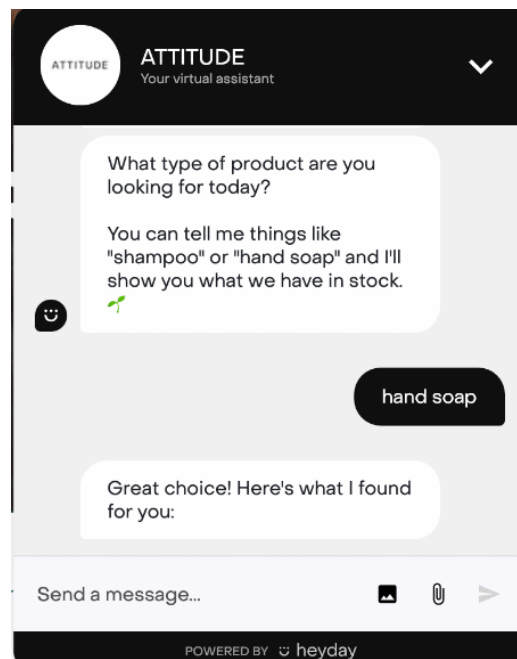 ATTITUDE
ATTITUDE
Your virtual assistant
What type of product are you
looking for today?
You can tell me things like
"shampoo" or "hand soap" and I'll
show you what we have in stock.
hand soap
Great choice! Here's what I found
for you:
Send a message...
POWERED BY heyday